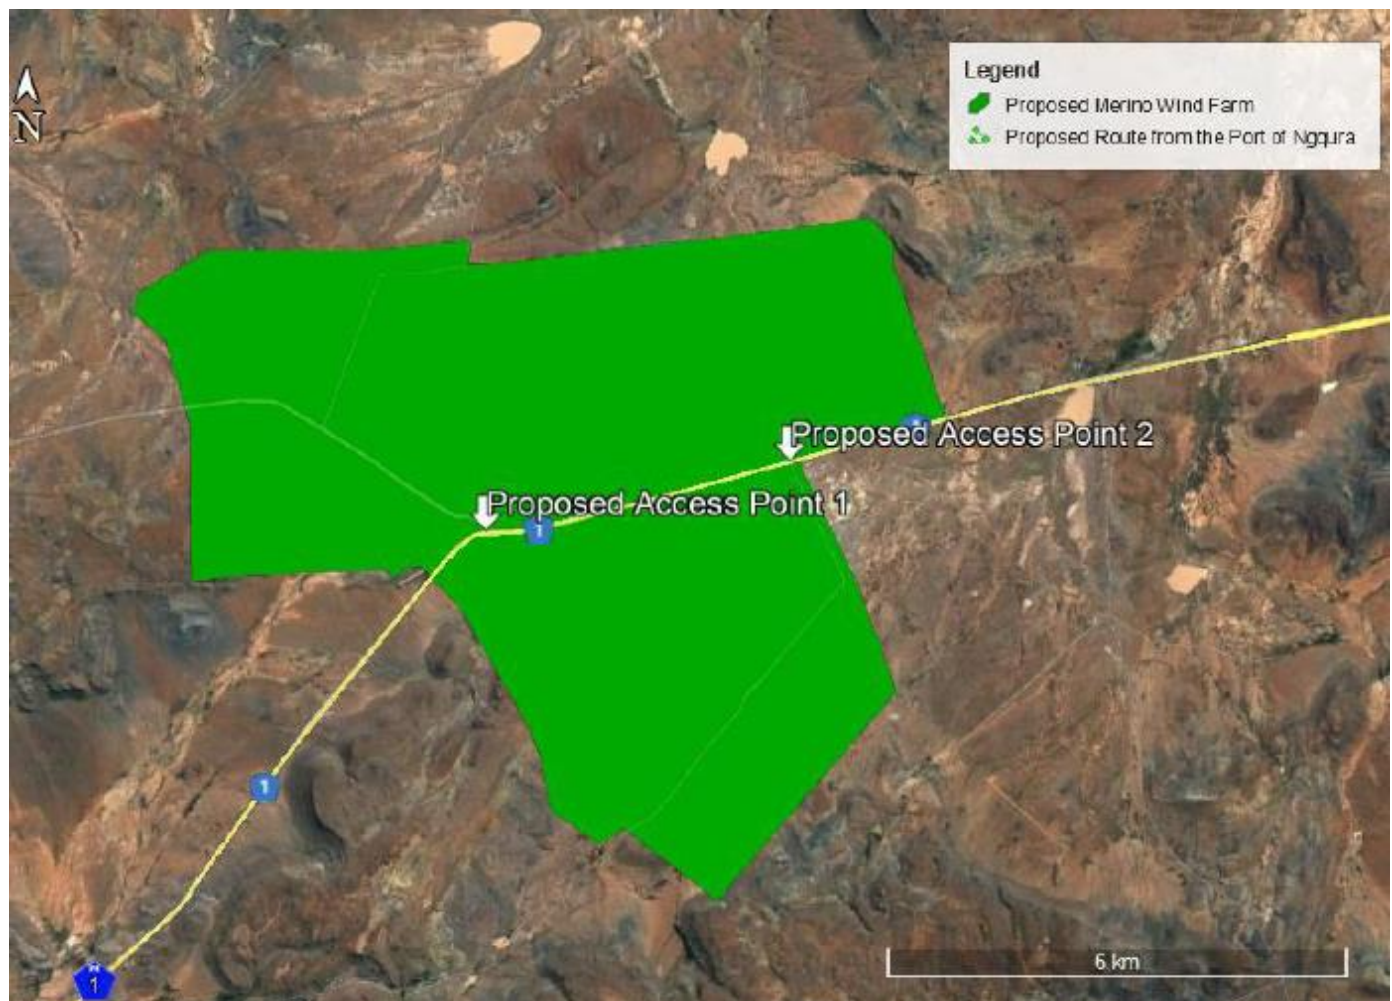 Legend
Proposed Merino Wind Farm
Proposed Route from the Port of Ngqura
N
Proposed Access Point 2
Proposed Access Point 1
1
1
N
1
6 km